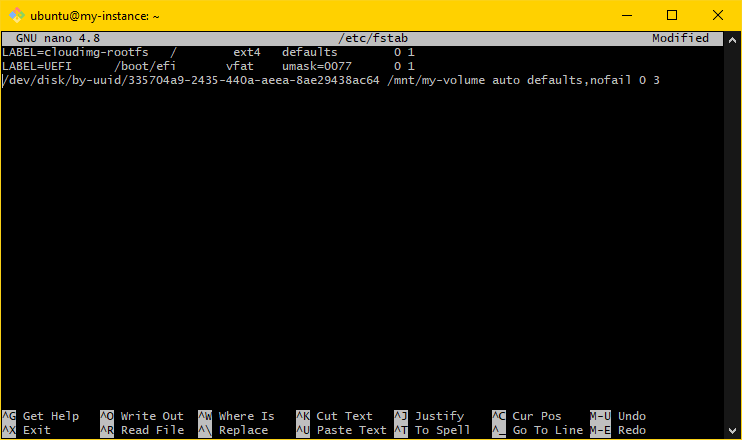 ubuntu@my-instance: ~
GNU nano 4.8 /etc/fstab Modified
LABEL=cloudimg-rootfs / ext4 defaults 0 1
LABEL=UEFI /boot/efi vfat umask=0077 0 1
/dev/disk/by-uuid/335704a9-2435-440a-aeea-8ae29438ac64 /mnt/my-volume auto defaults,nofail 0 3
^G Get Help ^O Write Out ^W Where Is ^K Cut Text ^J Justify ^C Cur Pos M-U Undo
^X Exit ^R Read File ^\ Replace ^U Paste Text ^T To Spell ^_ Go To Line M-E Redo